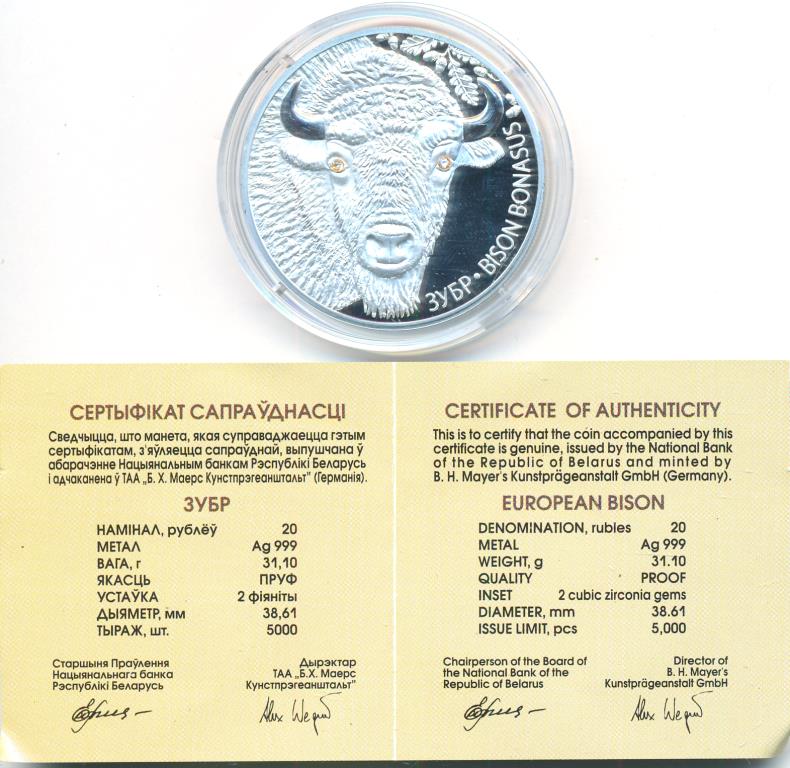 ЗУБР • BISON BONASUS
СЕРТЫФІКАТ САПРАЎДНАСЦІ
Сведчыцца, што манета, якая суправаджаецца гэтым
сертыфікатам, з'яўляецца сапраўднай, выпушчана ў
абарачэнне Нацыянальным банкам Рэспублікі Беларусь
і адчаканена ў ТАА „Б. Х. Маерс Кунстпрэгеанштальт" (Германія).
ЗУБР
НАМІНАЛ, рублёў 20
МЕТАЛ Ag 999
ВАГА, г 31,10
ЯКАСЦЬ ПРУФ
УСТАЎКА 2 фіяніты
ДЫЯМЕТР, мм 38,61
ТЫРАЖ, шт. 5000
Старшыня Праўлення
Нацыянальнага банка
Рэспублікі Беларусь
Дырэктар
ТАА „Б.Х. Маерс
Кунстпрэгеанштальт"
CERTIFICATE OF AUTHENTICITY
This is to certify that the coin accompanied by this
certificate is genuine, issued by the National Bank
of the Republic of Belarus and minted by
B. H. Mayer's Kunstprägeanstalt GmbH (Germany).
EUROPEAN BISON
DENOMINATION, rubles 20
METAL Ag 999
WEIGHT, g 31.10
QUALITY PROOF
INSET 2 cubic zirconia gems
DIAMETER, mm 38.61
ISSUE LIMIT, pcs 5,000
Chairperson of the Board of
the National Bank of the
Republic of Belarus
Director of
B. H. Mayer's
Kunstprägeanstalt GmbH